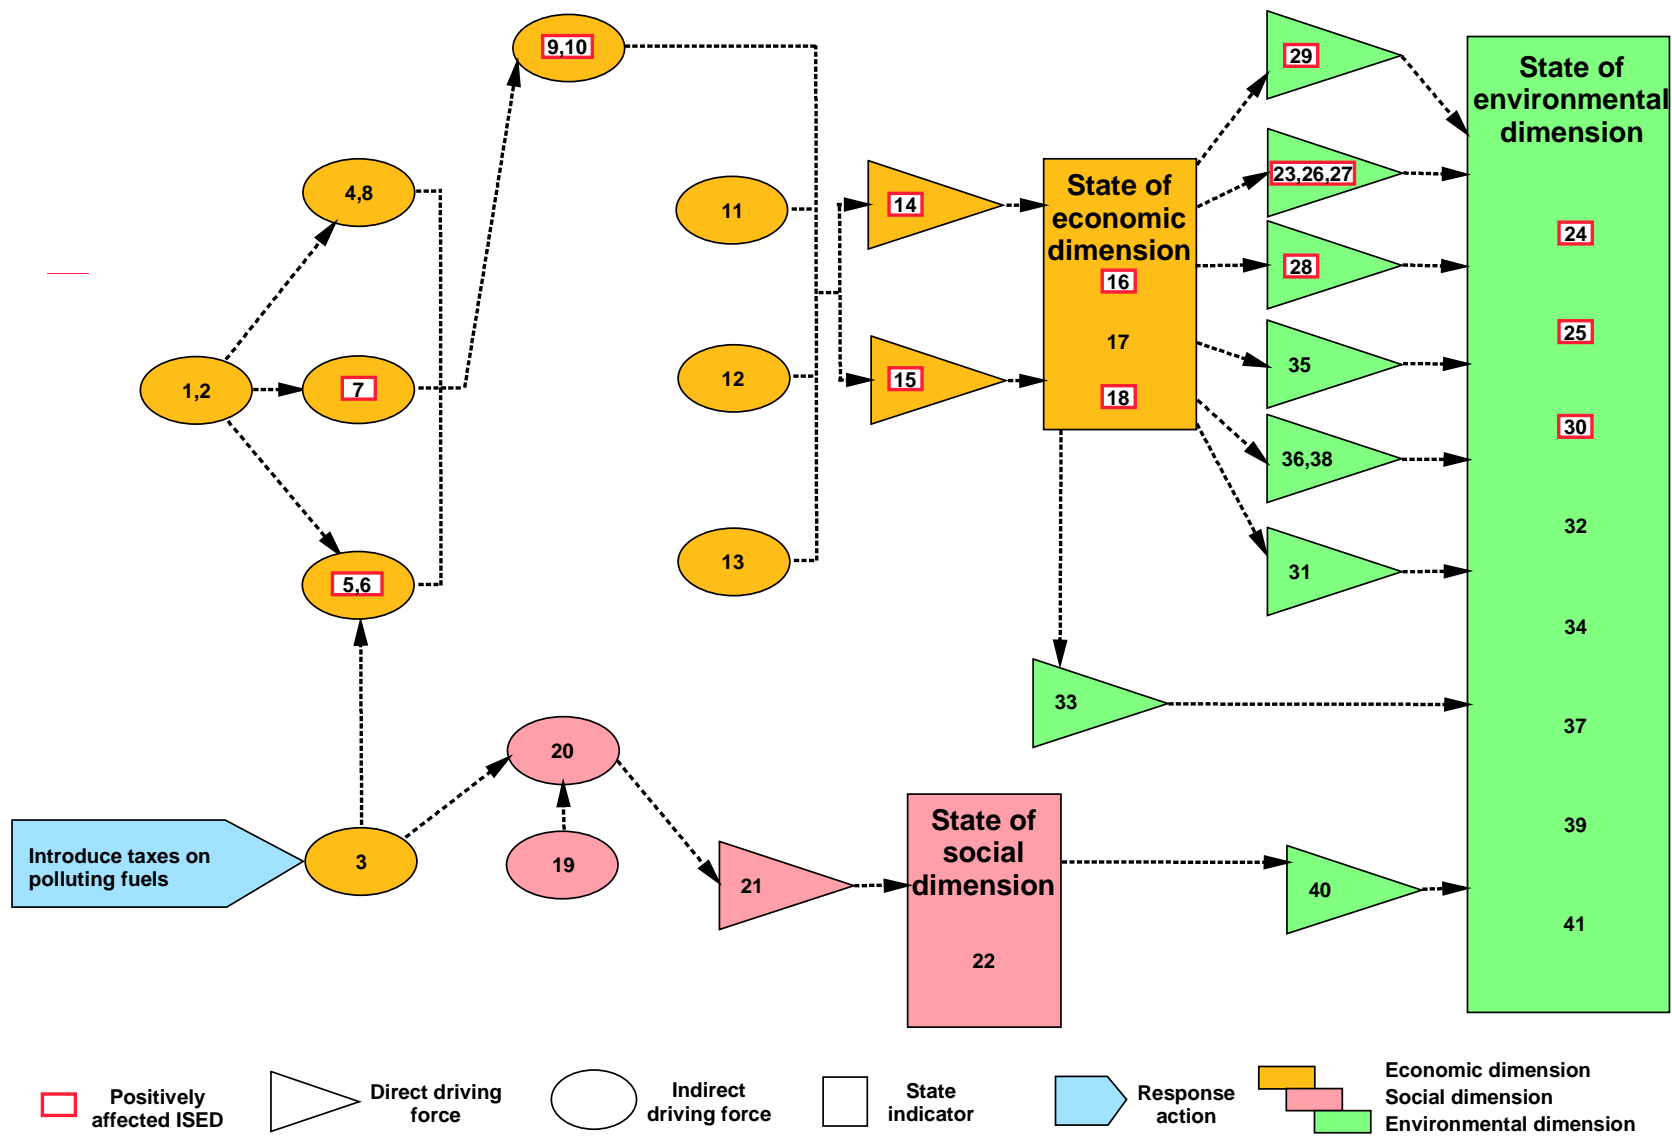 9,10
29
State of
environmental
dimension
23,26,27
4,8
State of
economic
dimension
11
14
24
28
16
25
17
35
12
15
1,2
7
18
30
36,38
32
13
31
5,6
34
33
37
20
State of
social
dimension
39
Introduce taxes on
polluting fuels
3
19
21
40
41
22
Positively
affected ISED
Direct driving
force
Indirect
driving force
State
indicator
Response
action
Economic dimension
Social dimension
Environmental dimension